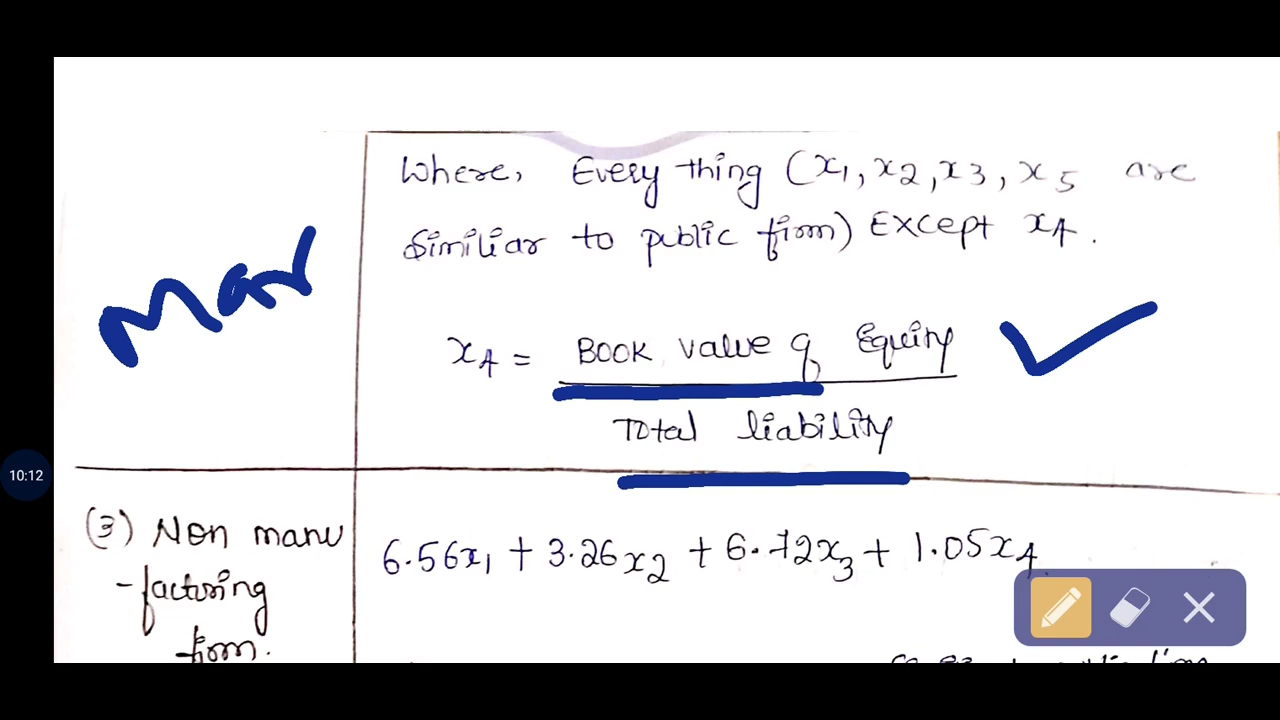 Where, Every thing (x1, x2, x3, x5 are
Similiar to public firm) Except x4.
Mar
x4 = Book value of Equity
Total liability
10:12
(3) Non manu
-factoring
firm.
6.56x1 + 3.26x2 + 6.72x3 + 1.05x4